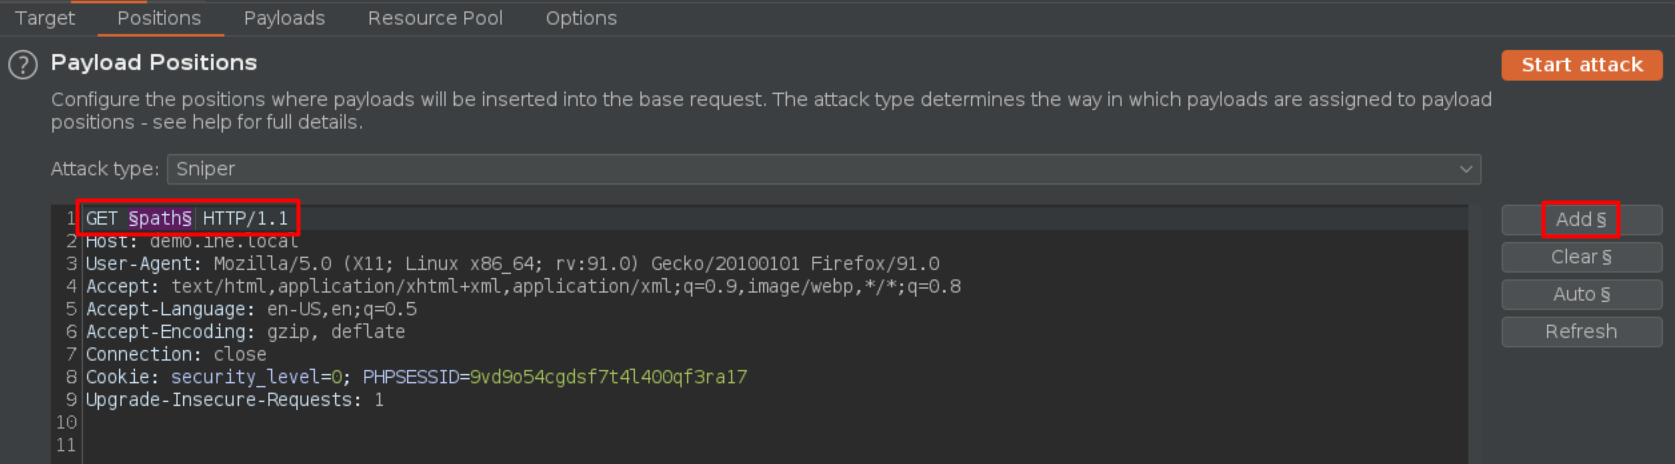 Target Positions Payloads Resource Pool Options
? Payload Positions
Start attack
Configure the positions where payloads will be inserted into the base request. The attack type determines the way in which payloads are assigned to payload
positions - see help for full details.
Attack type: Sniper
1 GET §path§ HTTP/1.1
2 Host: demo.ine.local
3 User-Agent: Mozilla/5.0 (X11; Linux x86_64; rv:91.0) Gecko/20100101 Firefox/91.0
4 Accept: text/html,application/xhtml+xml,application/xml;q=0.9,image/webp,*/*;q=0.8
5 Accept-Language: en-US,en;q=0.5
6 Accept-Encoding: gzip, deflate
7 Connection: close
8 Cookie: security_level=0; PHPSESSID=9vd9o54cgdsf7t4l400qf3ra17
9 Upgrade-Insecure-Requests: 1
10
11
Add §
Clear §
Auto §
Refresh